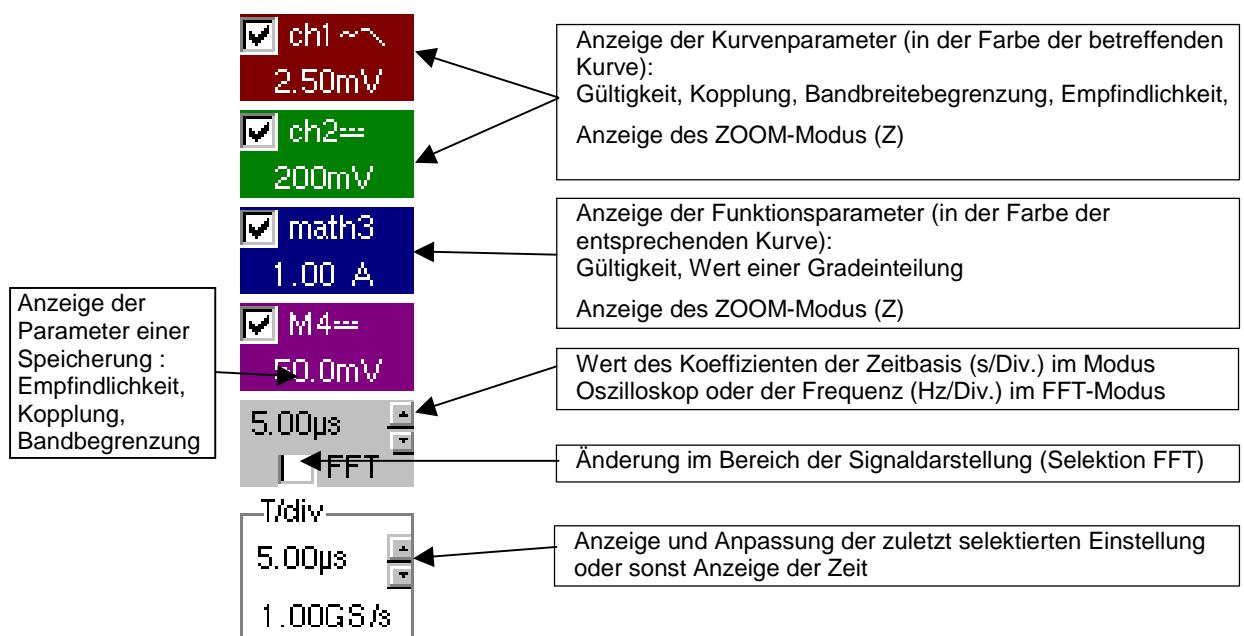 ch1
2.50mV
ch2
200mV
math3
1.00 A
M4
50.0mV
5.00µs
FFT
T/div
5.00µs
1.00GS/s
Anzeige der
Parameter einer
Speicherung :
Empfindlichkeit,
Kopplung,
Bandbegrenzung
Anzeige der Kurvenparameter (in der Farbe der betreffenden
Kurve):
Gültigkeit, Kopplung, Bandbreitebegrenzung, Empfindlichkeit,
Anzeige des ZOOM-Modus (Z)
Anzeige der Funktionsparameter (in der Farbe der
entsprechenden Kurve):
Gültigkeit, Wert einer Gradeinteilung
Anzeige des ZOOM-Modus (Z)
Wert des Koeffizienten der Zeitbasis (s/Div.) im Modus
Oszilloskop oder der Frequenz (Hz/Div.) im FFT-Modus
Änderung im Bereich der Signaldarstellung (Selektion FFT)
Anzeige und Anpassung der zuletzt selektierten Einstellung
oder sonst Anzeige der Zeit